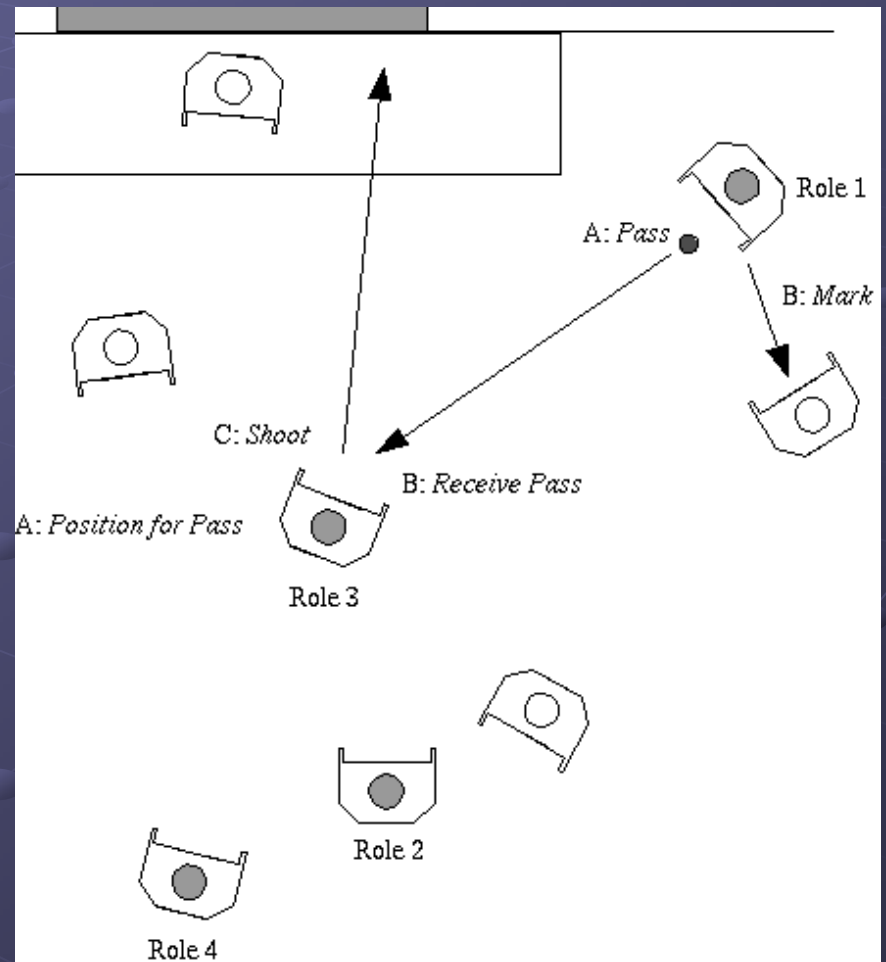 Role 1
A: Pass
B: Mark
C: Shoot
B: Receive Pass
A: Position for Pass
Role 3
Role 2
Role 4